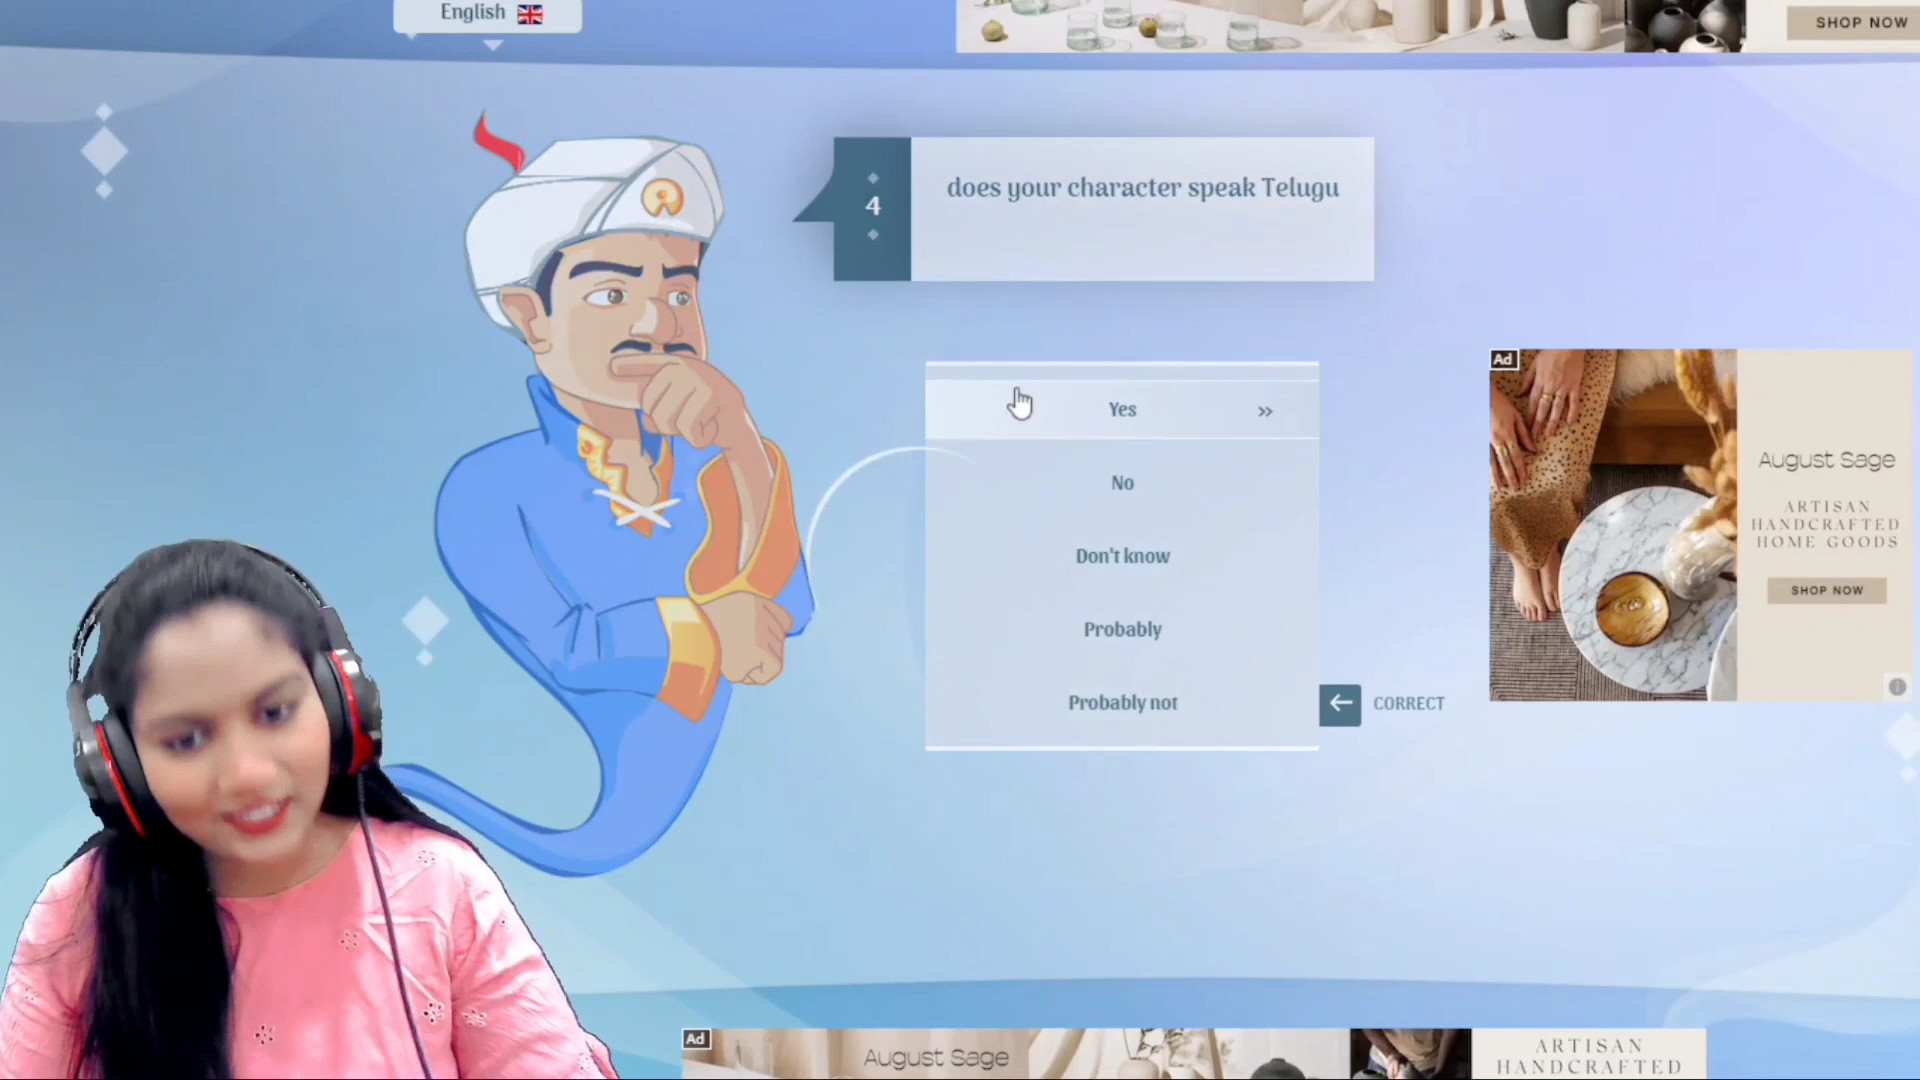 English
SHOP NOW
4
does your character speak Telugu
Yes
No
Don't know
Probably
Probably not
CORRECT
Ad
August Sage
ARTISAN
HANDCRAFTED
HOME GOODS
SHOP NOW
Ad
August Sage
ARTISAN
HANDCRAFTED